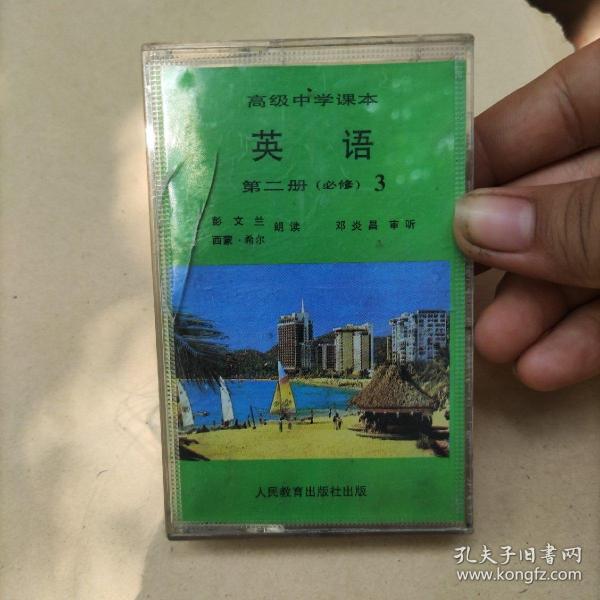 高级中学课本
英 语
第二册（必修）3
彭文兰 朗读 邓炎昌 审听
西蒙·希尔
人民教育出版社出版
孔夫子旧书网
www.kongfz.com